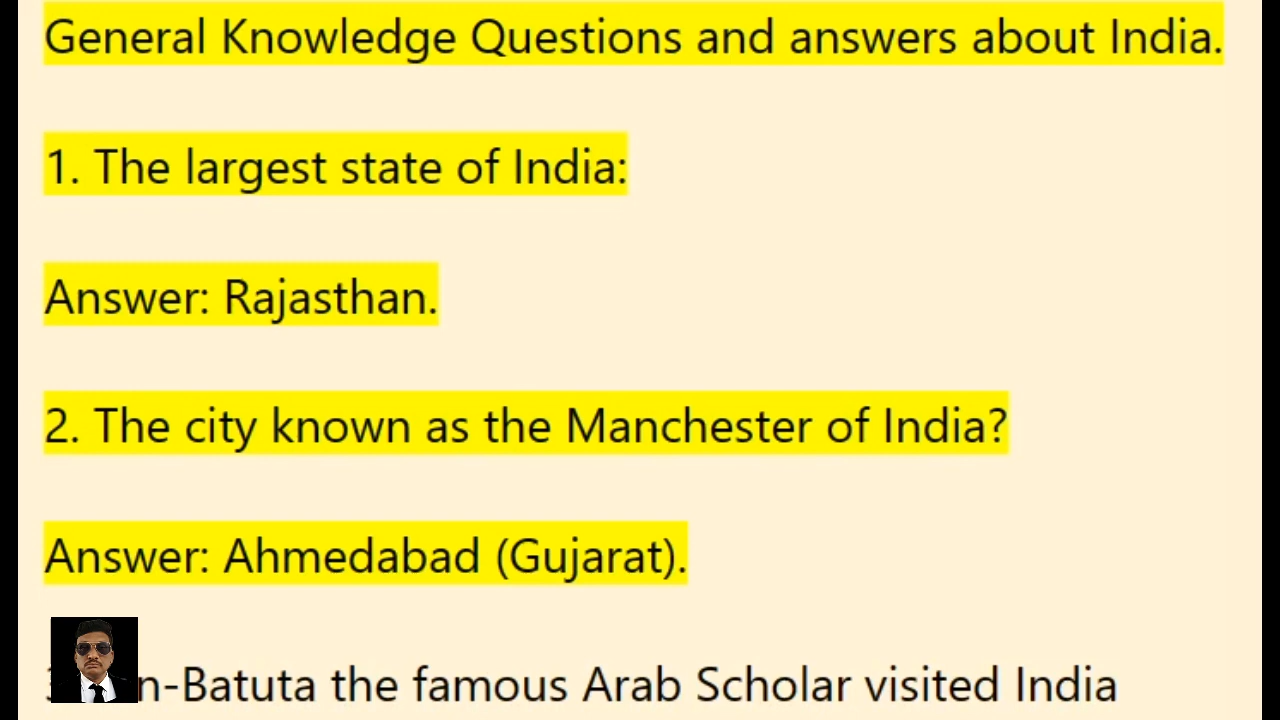 General Knowledge Questions and answers about India.
1. The largest state of India:
Answer: Rajasthan.
2. The city known as the Manchester of India?
Answer: Ahmedabad (Gujarat).
n-Batuta the famous Arab Scholar visited India